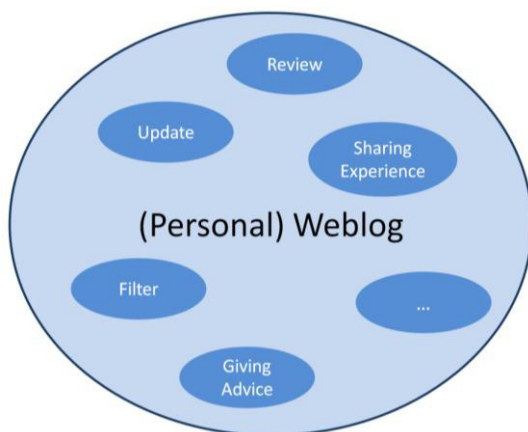 Review
Update
Sharing
Experience
(Personal) Weblog
Filter
...
Giving
Advice